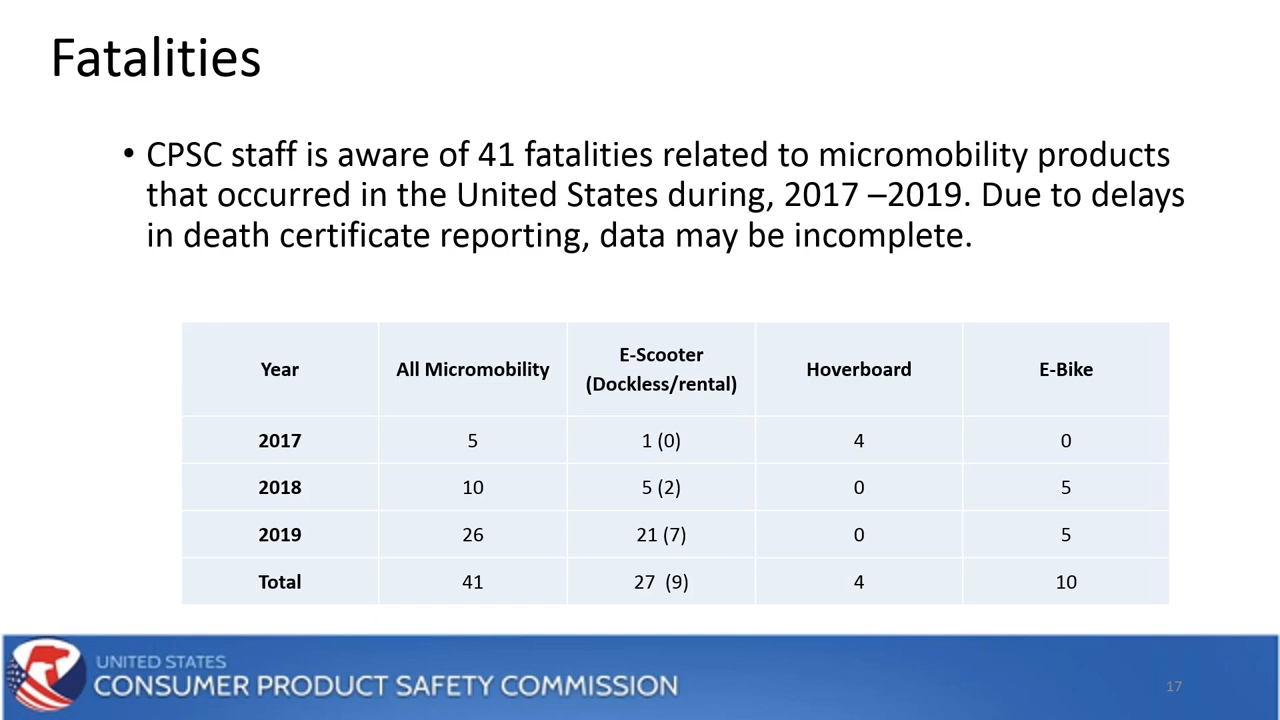 Fatalities
• CPSC staff is aware of 41 fatalities related to micromobility products
that occurred in the United States during, 2017 –2019. Due to delays
in death certificate reporting, data may be incomplete.
Year All Micromobility E-Scooter (Dockless/rental) Hoverboard E-Bike
2017 5 1 (0) 4 0
2018 10 5 (2) 0 5
2019 26 21 (7) 0 5
Total 41 27 (9) 4 10
UNITED STATES
CONSUMER PRODUCT SAFETY COMMISSION
17